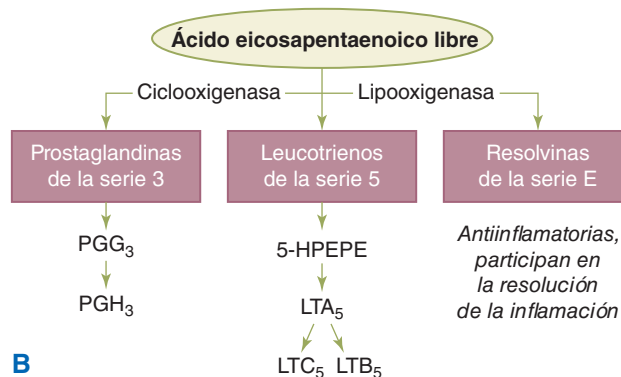 Ácido eicosapentaenoico libre
Ciclooxigenasa
Lipooxigenasa
Prostaglandinas
de la serie 3
Leucotrienos
de la serie 5
Resolvinas
de la serie E
PGG₃
PGH₃
5-HPEPE
LTA₅
LTC₅ LTB₅
Antiinflamatorias,
participan en
la resolución
de la inflamación
B